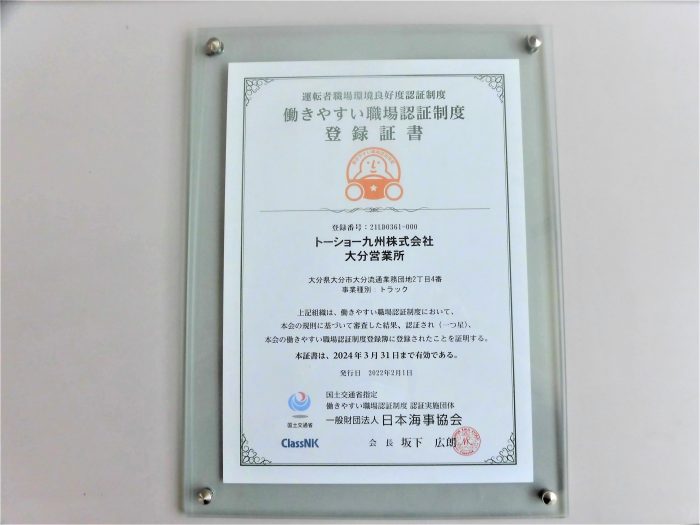 運転者職場環境良好度認証制度
働きやすい職場認証制度
登録証書
登録番号：21LD0361-000
トーショー九州株式会社
大分営業所
大分県大分市大分流通業務団地2丁目4番
事業種別　トラック
上記組織は、働きやすい職場認証制度において、
本会の規則に基づいて審査した結果、認証され（一つ星）、
本会の働きやすい職場認証制度登録簿に登録されたことを証明する。
本証書は、2024年3月31日まで有効である。
発行日　2022年2月1日
国土交通省
国土交通省指定
働きやすい職場認証制度 認証実施団体
一般財団法人 日本海事協会
ClassNK
会 長　坂下　広朗